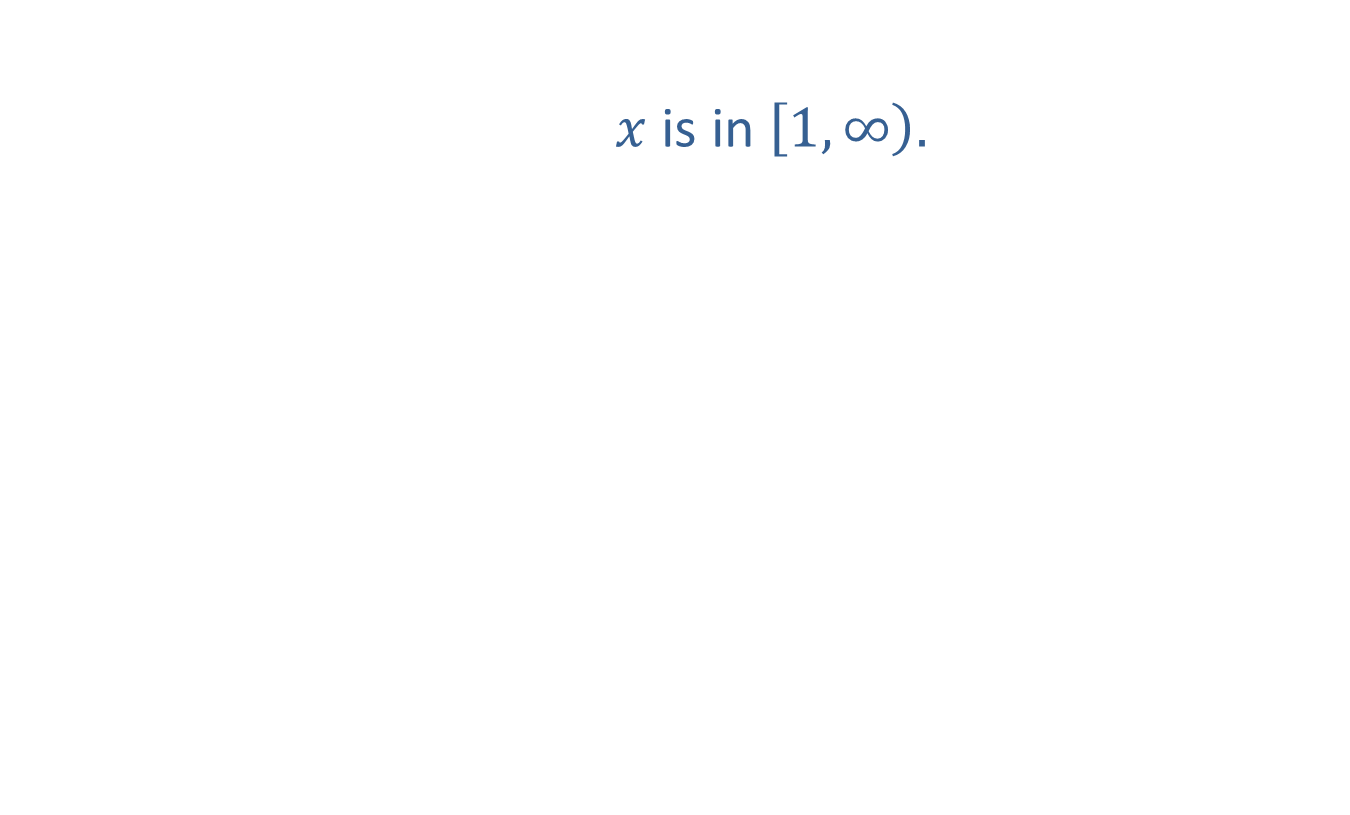 x is in [1, ∞).